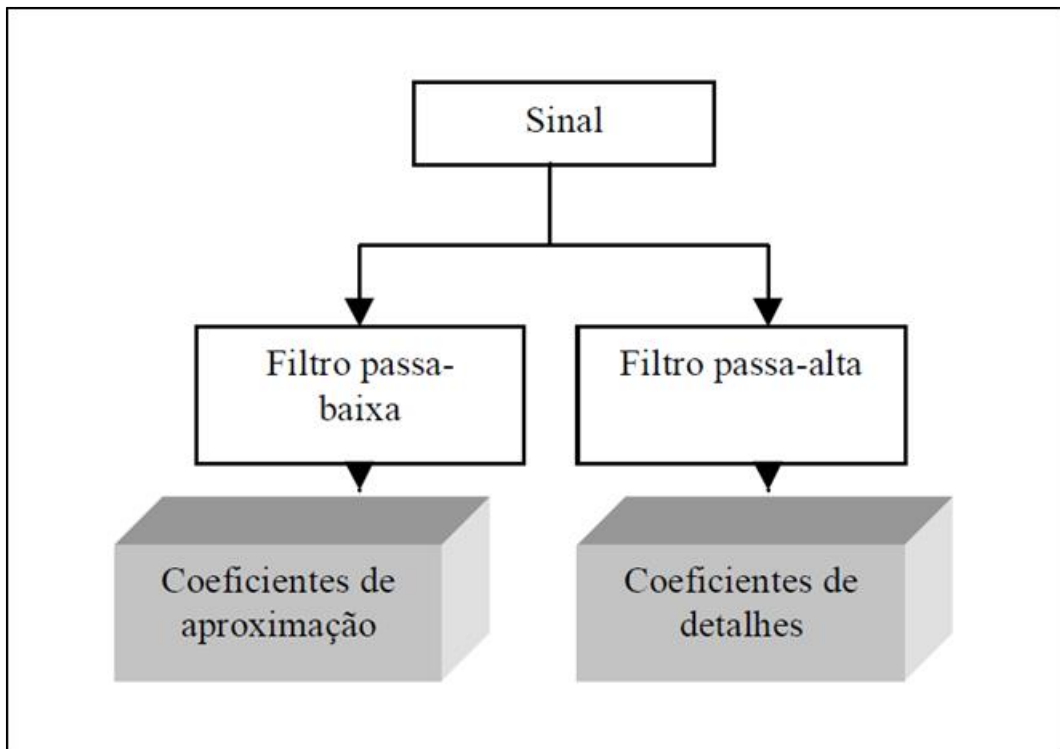 Sinal
Filtro passa-
baixa
Filtro passa-alta
Coeficientes de
aproximação
Coeficientes de
detalhes